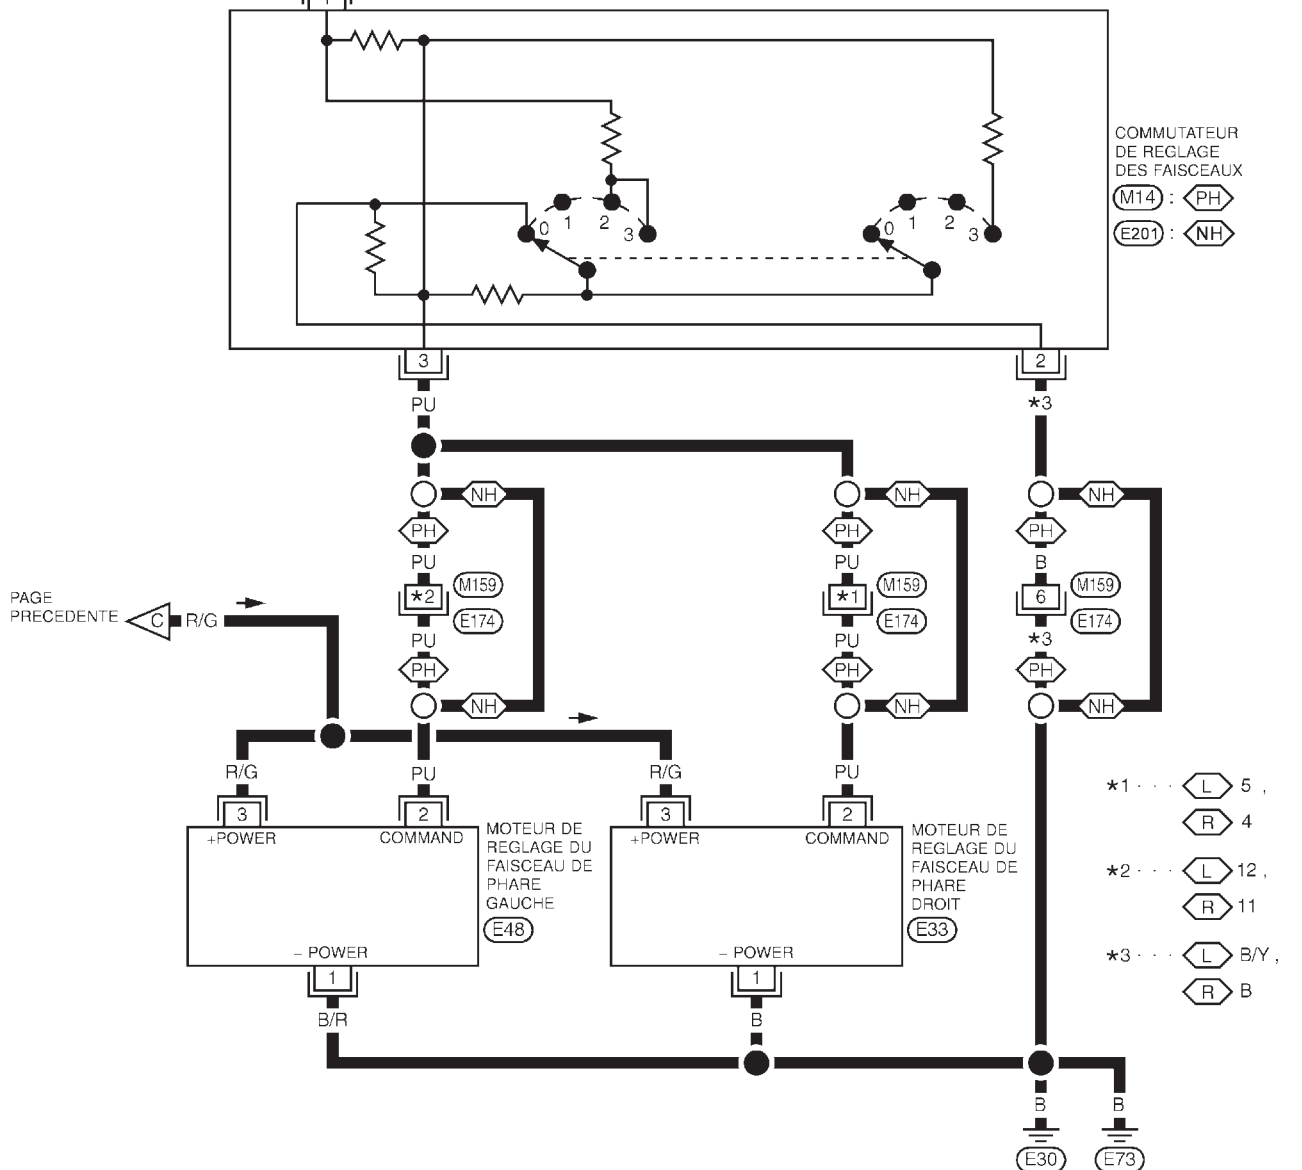 1
COMMUTATEUR
DE REGLAGE
DES FAISCEAUX
M14 : PH
E201 : NH
0 1 2 3
0 1 2 3
3
2
PU
*3
NH
NH
NH
PH
PH
PH
PU
PU
B
*2 M159
*1 M159
6 M159
E174
E174
E174
PU
PU
*3
PH
PH
PH
NH
NH
NH
PAGE
PRECEDENTE
C R/G
R/G
PU
R/G
PU
3
2
3
2
+POWER COMMAND
+POWER COMMAND
MOTEUR DE
REGLAGE DU
FAISCEAU DE
PHARE
GAUCHE
E48
MOTEUR DE
REGLAGE DU
FAISCEAU DE
PHARE
DROIT
E33
– POWER
– POWER
1
1
B/R
B
*1 · · · L 5 ,
R 4
*2 · · · L 12 ,
R 11
*3 · · · L B/Y ,
R B
B
B
E30
E73